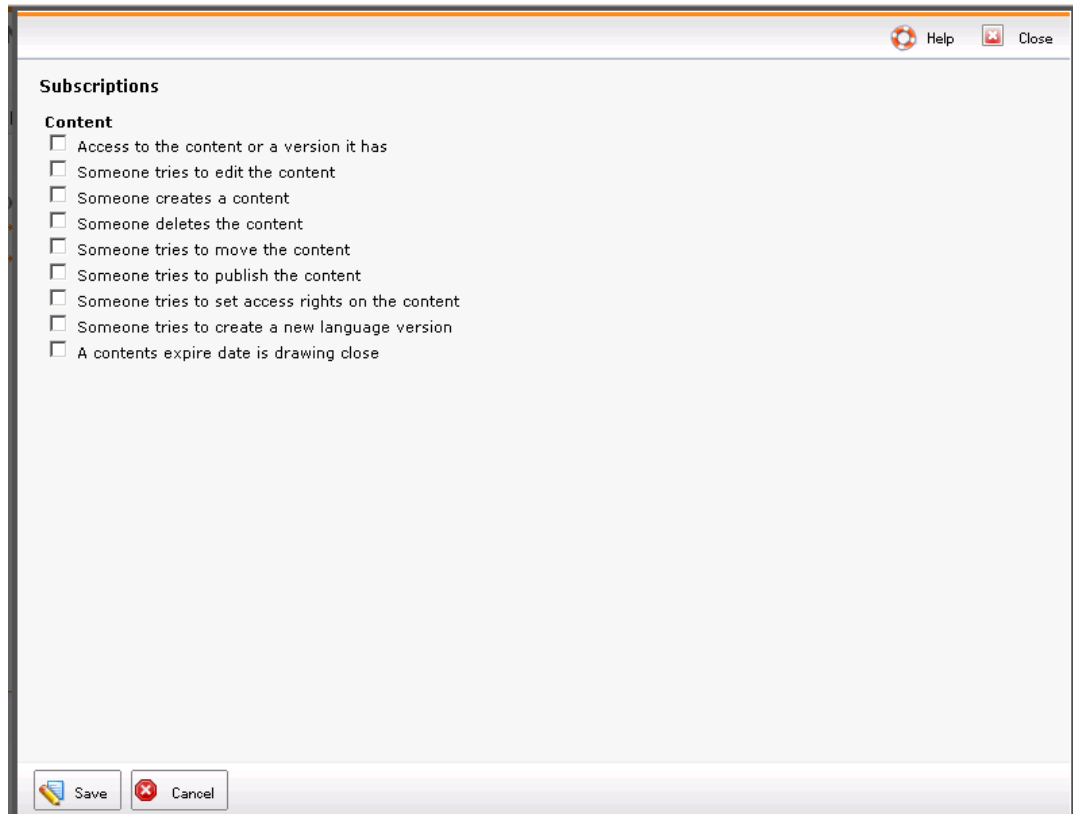 Help Close
Subscriptions
Content
Access to the content or a version it has
Someone tries to edit the content
Someone creates a content
Someone deletes the content
Someone tries to move the content
Someone tries to publish the content
Someone tries to set access rights on the content
Someone tries to create a new language version
A contents expire date is drawing close
Save Cancel